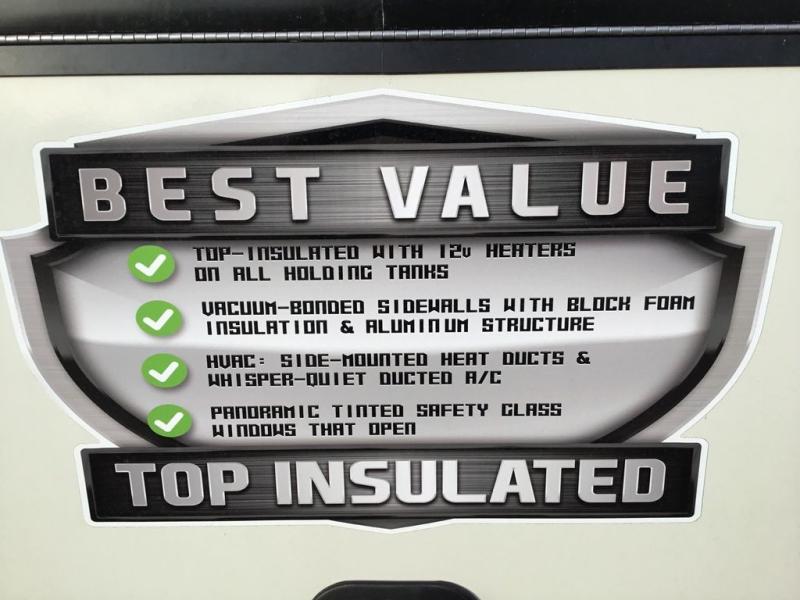 BEST VALUE
TOP-INSULATED WITH 12v HEATERS
ON ALL HOLDING TANKS
VACUUM-BONDED SIDEWALLS WITH BLOCK FOAM
INSULATION & ALUMINUM STRUCTURE
HVAC: SIDE-MOUNTED HEAT DUCTS &
WHISPER-QUIET DUCTED A/C
PANORAMIC TINTED SAFETY GLASS
WINDOWS THAT OPEN
TOP INSULATED